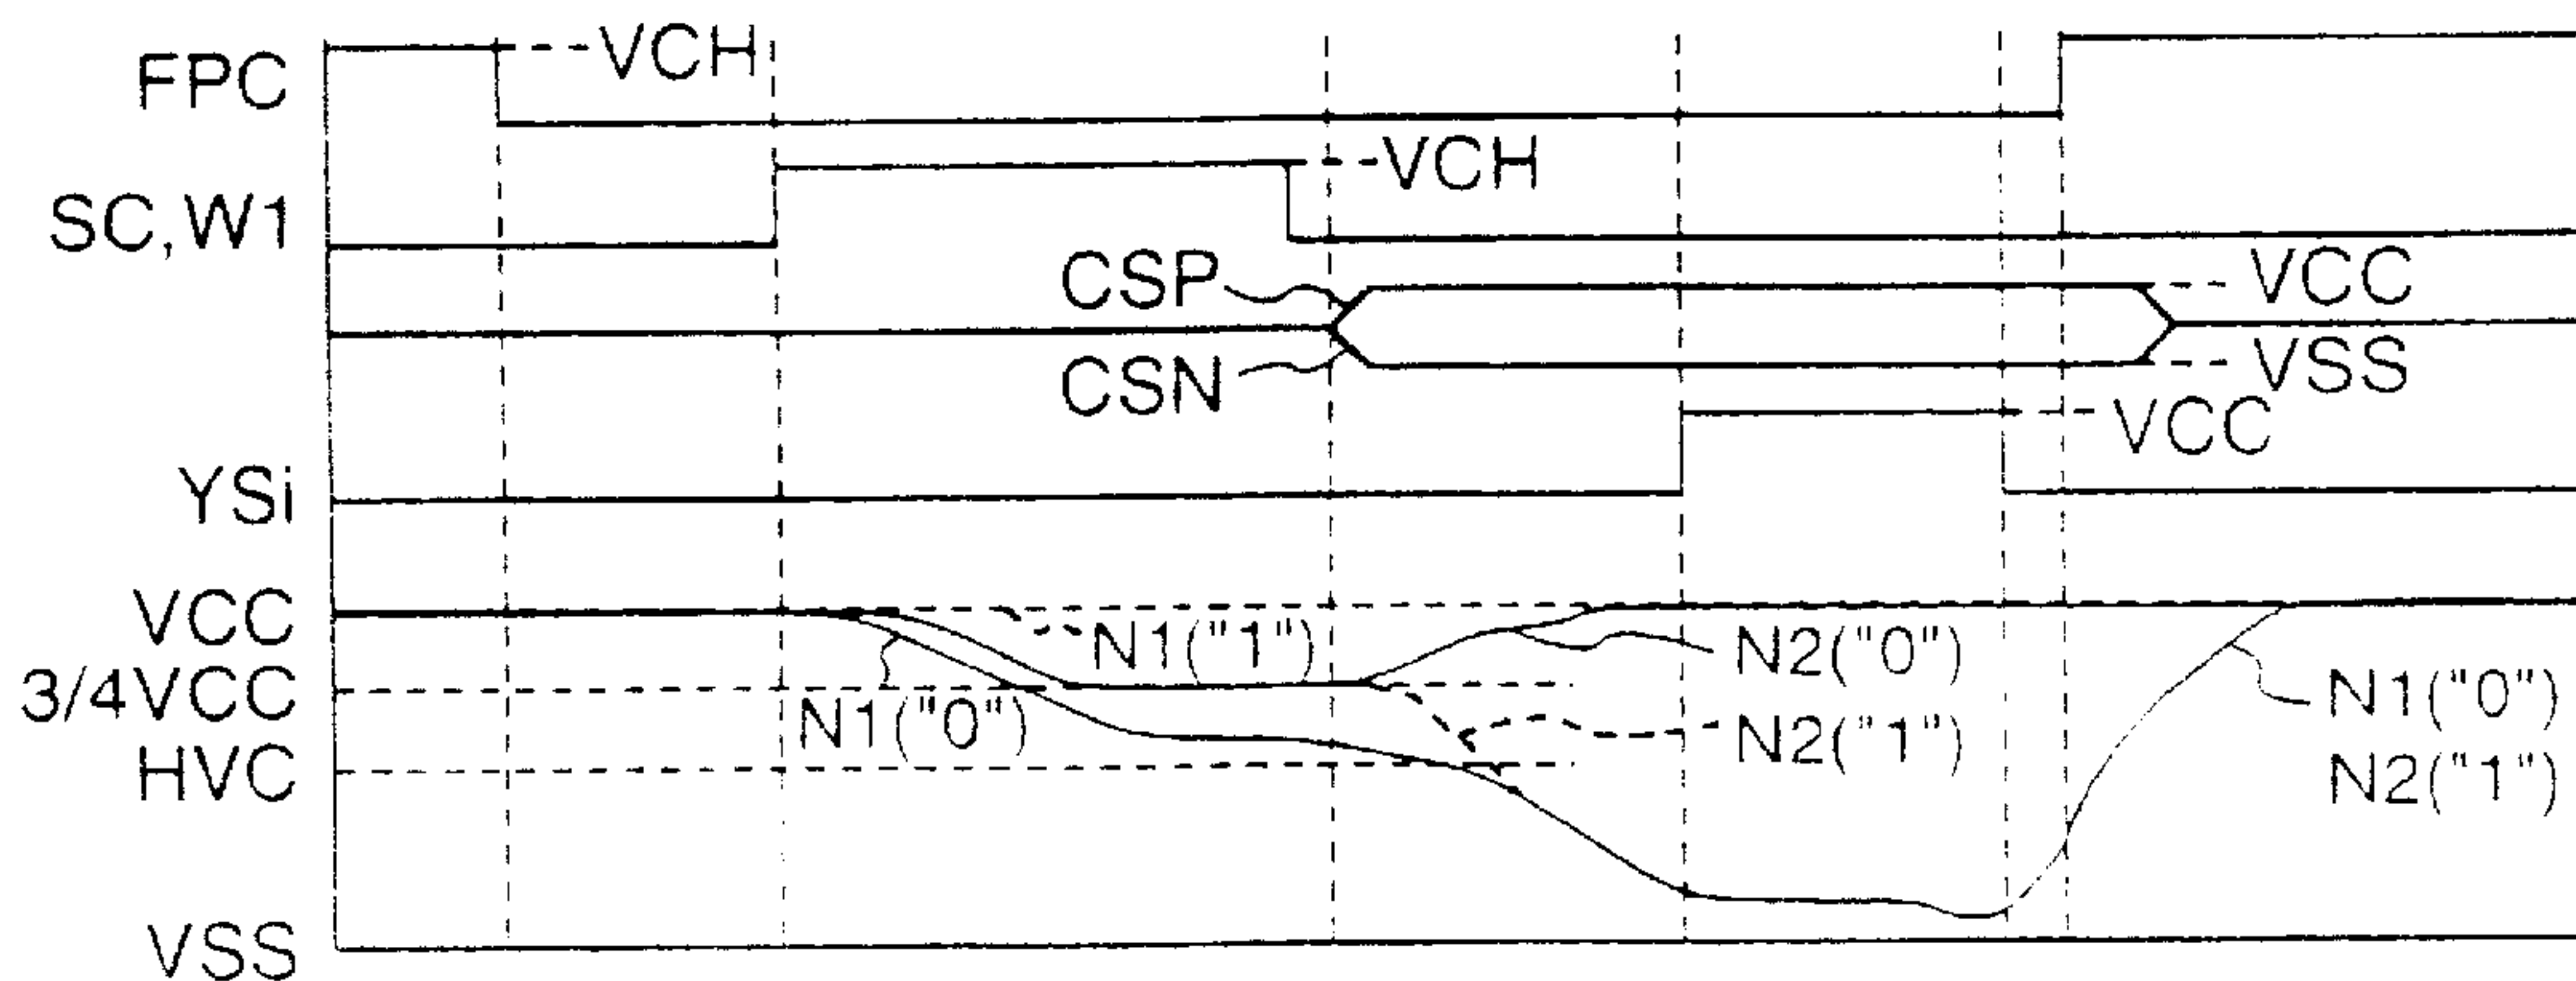 FPC
VCH
SC,W1
VCH
CSP
VCC
CSN
VSS
YSi
VCC
VCC
N1("1")
N2("0")
3/4VCC
N1("0")
N2("1")
N1("0")
HVC
N2("1")
VSS